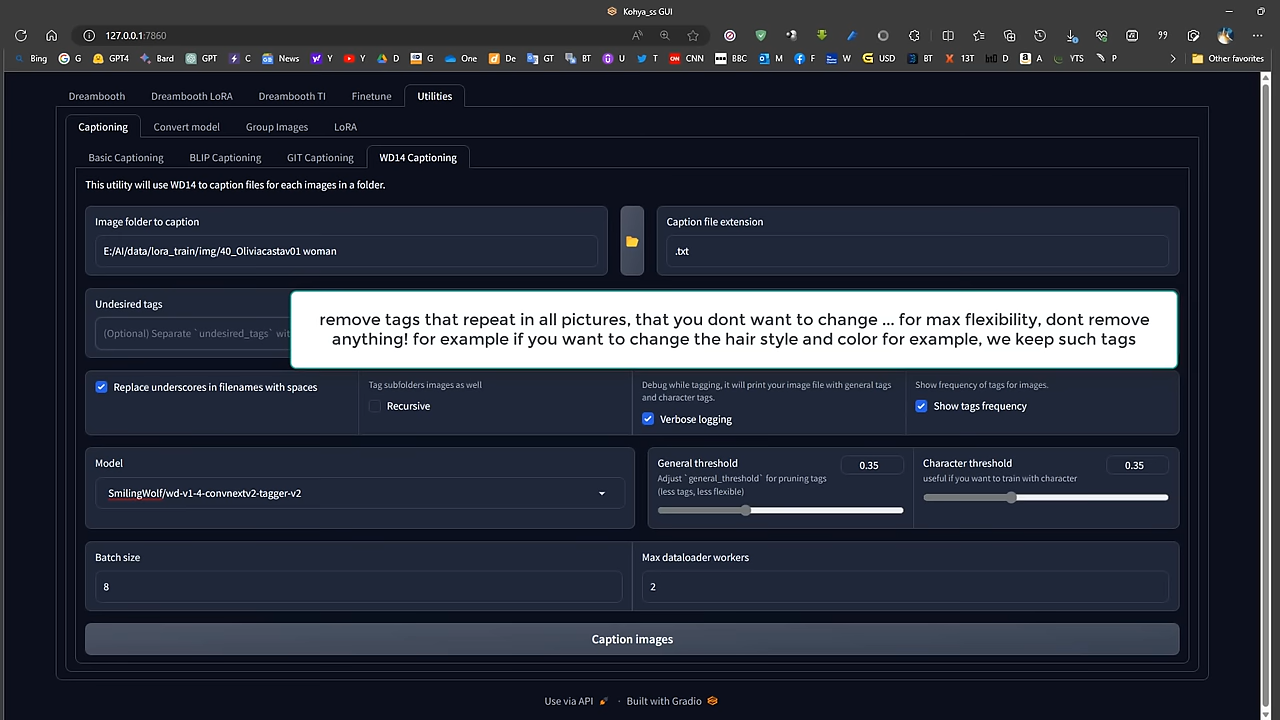 Kohya_ss GUI
127.0.0.1:7860
Bing G GPT4 Bard GPT C News Y Y D G One De GT BT U T CNN BBC M F W USD BT 13T D A YTS P Other favorites
Dreambooth Dreambooth LoRA Dreambooth TI Finetune Utilities
Captioning Convert model Group Images LoRA
Basic Captioning BLIP Captioning GIT Captioning WD14 Captioning
This utility will use WD14 to caption files for each images in a folder.
Image folder to caption Caption file extension
E:/AI/data/lora_train/img/40_Oliviacastav01 woman .txt
Undesired tags
(Optional) Separate `undesired_tags`
remove tags that repeat in all pictures, that you dont want to change ... for max flexibility, dont remove
anything! for example if you want to change the hair style and color for example, we keep such tags
Replace underscores in filenames with spaces
Tag subfolders images as well
Recursive
Debug while tagging, it will print your image file with general tags
and character tags.
Verbose logging
Show frequency of tags for images.
Show tags frequency
Model
SmilingWolf/wd-v1-4-convnextv2-tagger-v2
General threshold 0.35
Adjust `general_threshold` for pruning tags
(less tags, less flexible)
Character threshold 0.35
useful if you want to train with character
Batch size Max dataloader workers
8 2
Caption images
Use via API · Built with Gradio